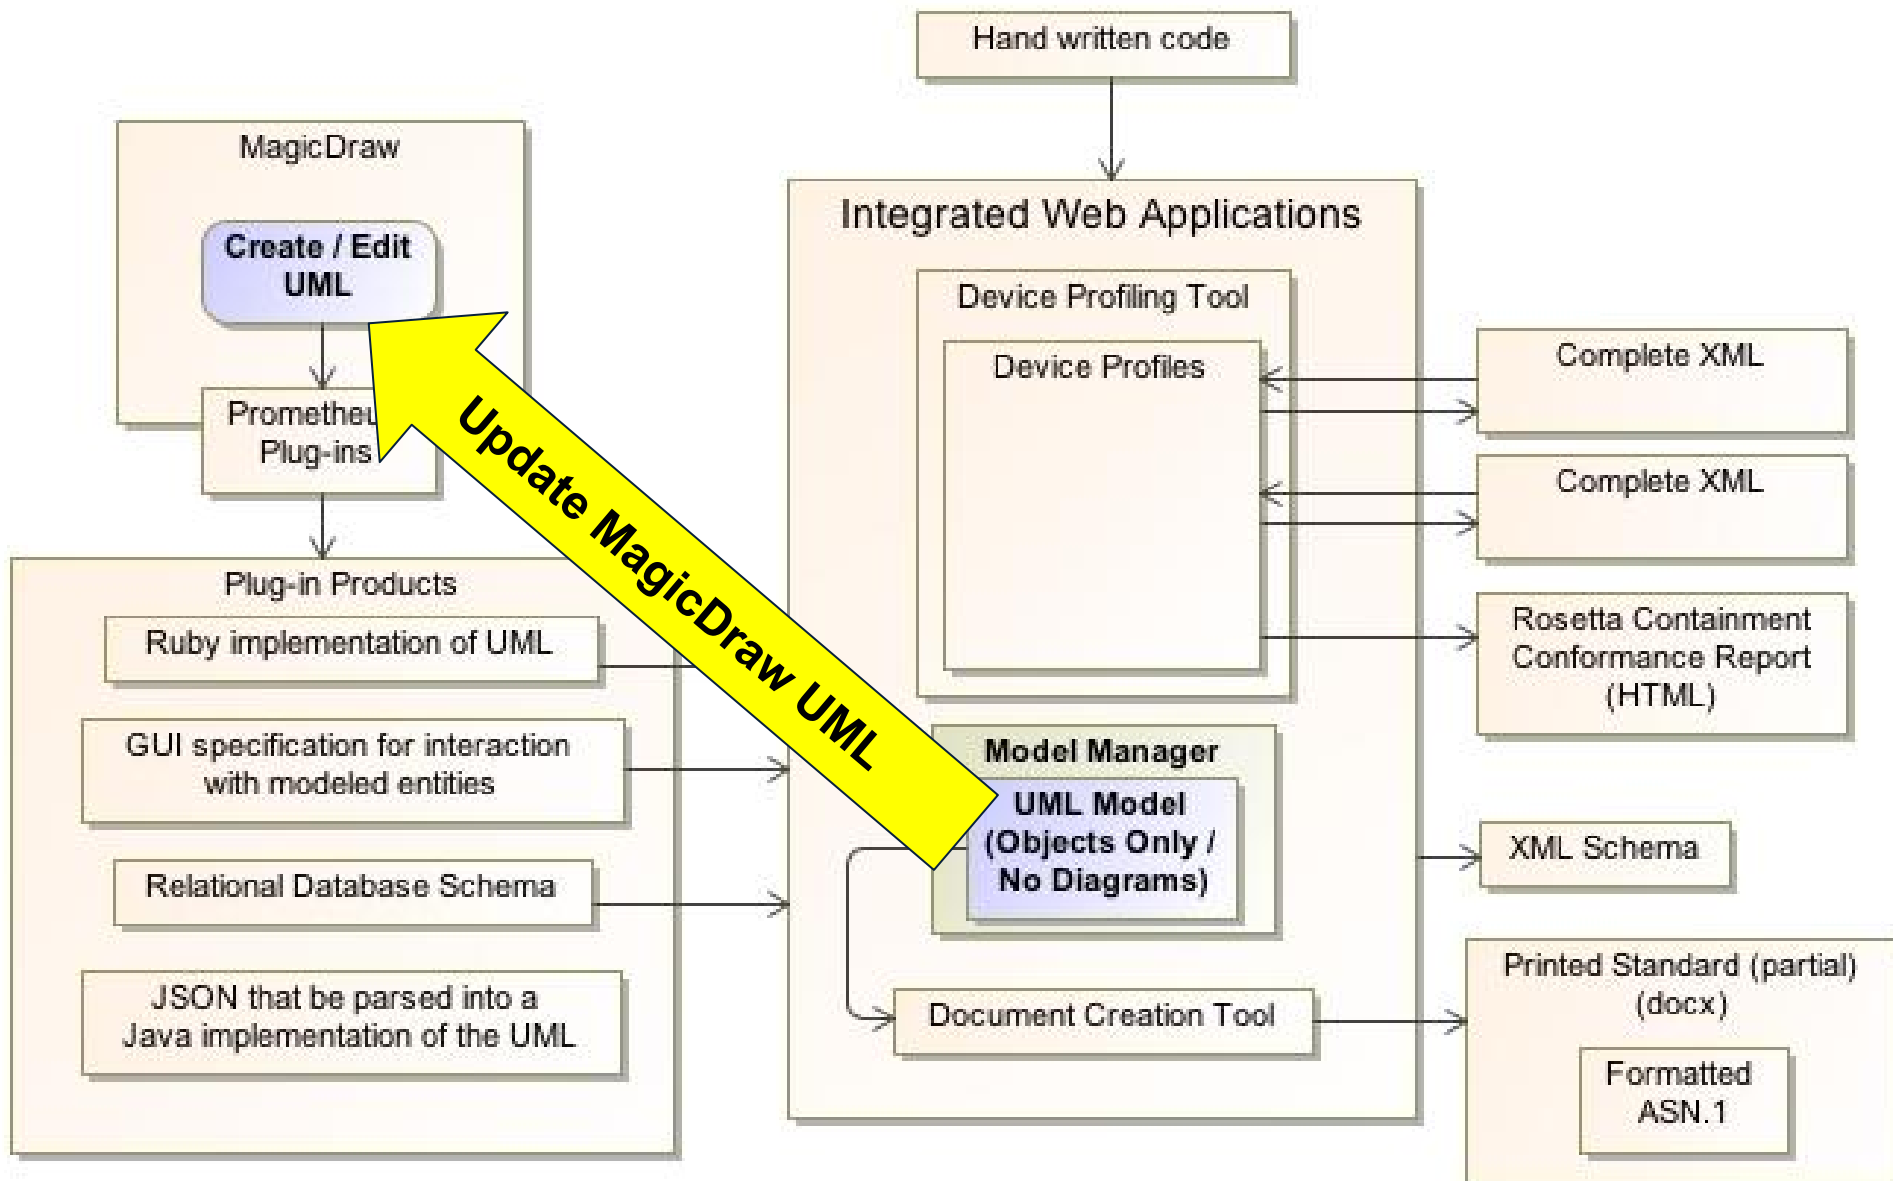 Hand written code
MagicDraw
Create / Edit
UML
Prometheu
Plug-ins
Update MagicDraw UML
Plug-in Products
Ruby implementation of UML
GUI specification for interaction
with modeled entities
Relational Database Schema
JSON that be parsed into a
Java implementation of the UML
Integrated Web Applications
Device Profiling Tool
Device Profiles
Model Manager
UML Model
(Objects Only /
No Diagrams)
Document Creation Tool
Complete XML
Complete XML
Rosetta Containment
Conformance Report
(HTML)
XML Schema
Printed Standard (partial)
(docx)
Formatted
ASN.1